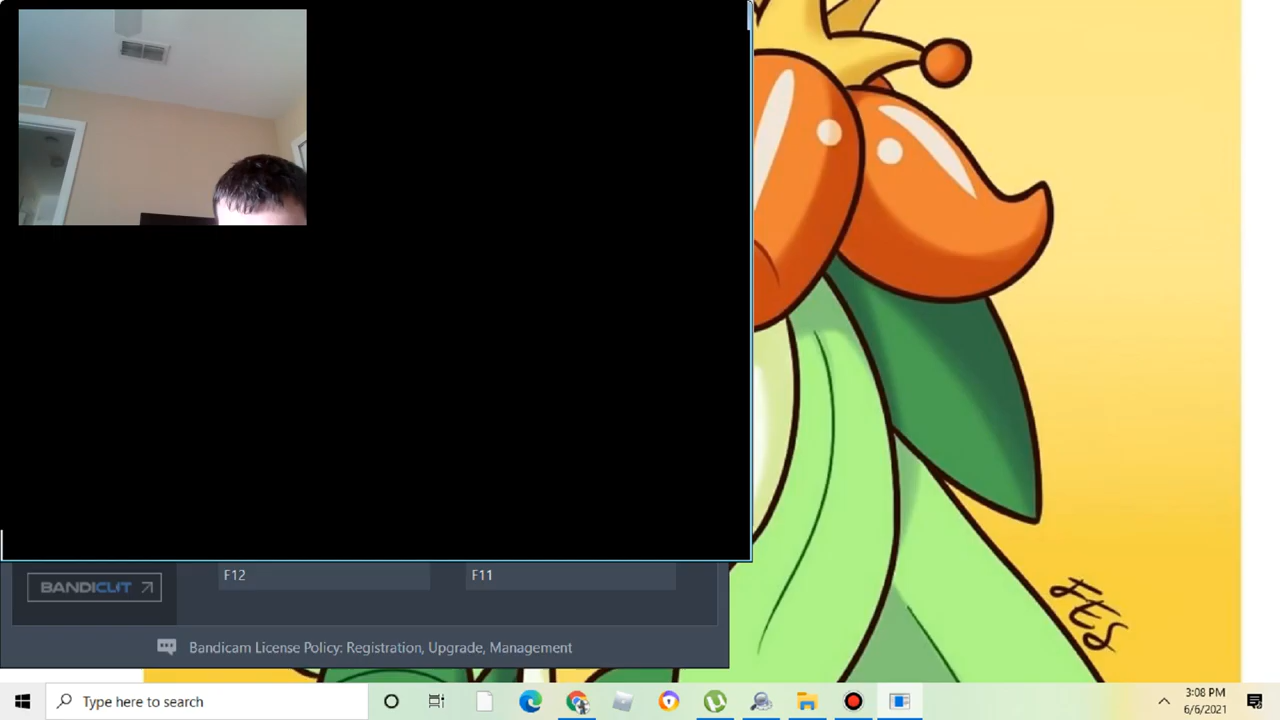 FES
BANDICUT
F12
F11
Bandicam License Policy: Registration, Upgrade, Management
Type here to search
3:08 PM
6/6/2021